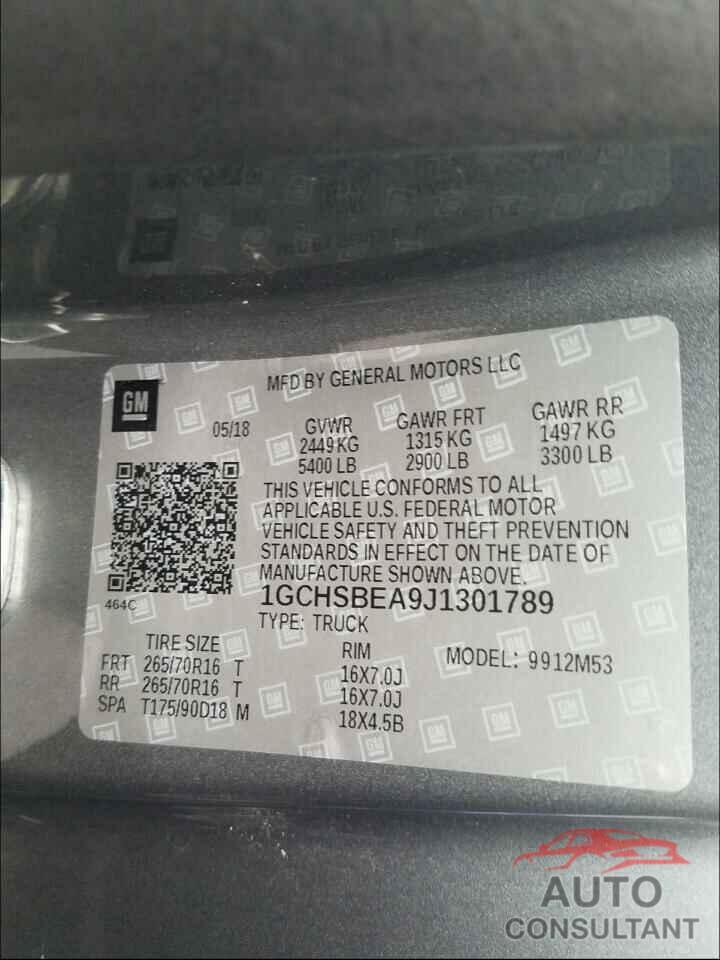 MFD BY GENERAL MOTORS LLC
GM
05/18
GVWR GAWR FRT GAWR RR
2449 KG 1315 KG 1497 KG
5400 LB 2900 LB 3300 LB
THIS VEHICLE CONFORMS TO ALL
APPLICABLE U.S. FEDERAL MOTOR
VEHICLE SAFETY AND THEFT PREVENTION
STANDARDS IN EFFECT ON THE DATE OF
MANUFACTURE SHOWN ABOVE.
464C
1GCHSBEA9J1301789
TYPE: TRUCK
TIRE SIZE RIM MODEL: 9912M53
FRT 265/70R16 T 16X7.0J
RR 265/70R16 T 16X7.0J
SPA T175/90D18 M 18X4.5B
AUTO
CONSULTANT